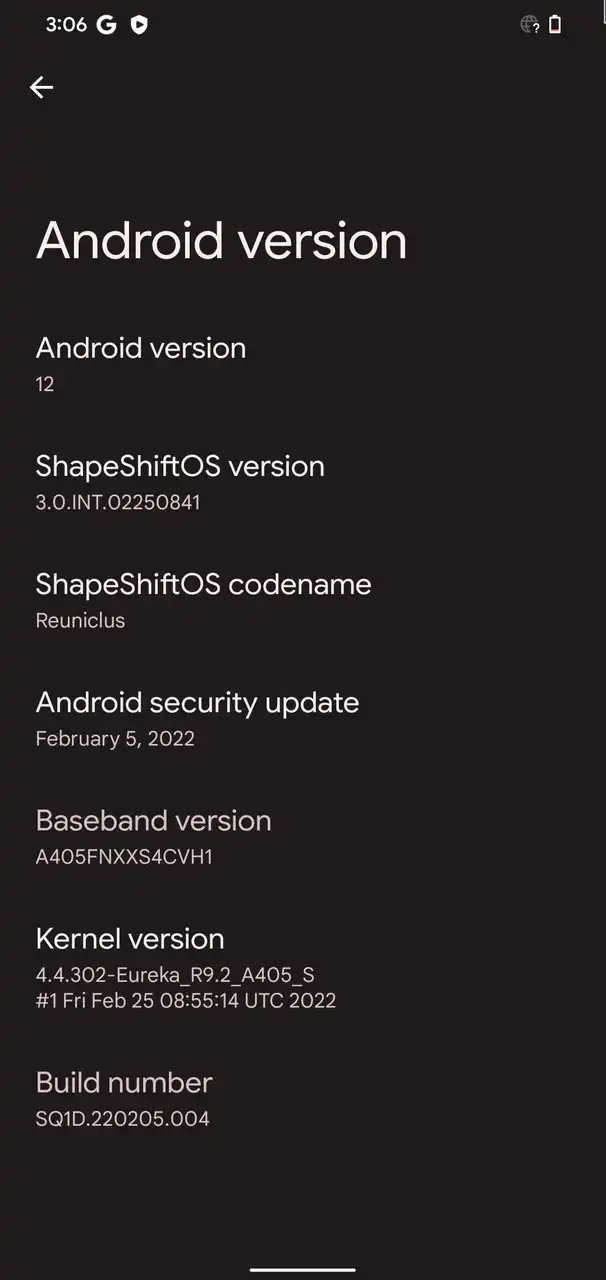 3:06
Android version
Android version
12
ShapeShiftOS version
3.0.INT.02250841
ShapeShiftOS codename
Reuniclus
Android security update
February 5, 2022
Baseband version
A405FNXXS4CVH1
Kernel version
4.4.302-Eureka_R9.2_A405_S
#1 Fri Feb 25 08:55:14 UTC 2022
Build number
SQ1D.220205.004